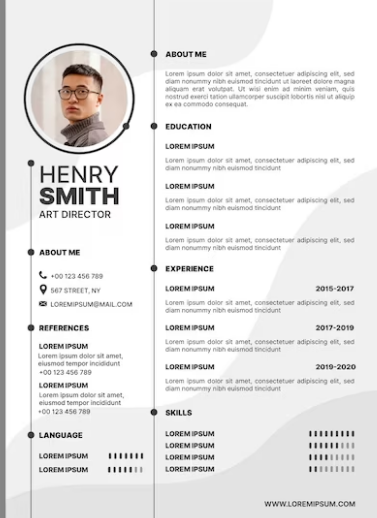 HENRY
SMITH
ART DIRECTOR
ABOUT ME
+00 123 456 789
567 STREET, NY
LOREMIPSUM@MAIL.COM
REFERENCES
LOREM IPSUM
Lorem ipsum dolor sit amet,
eiusmod tempor incididunt
+00 123 456 789
LOREM IPSUM
Lorem ipsum dolor sit amet,
eiusmod tempor incididunt
+00 123 456 789
LANGUAGE
LOREM IPSUM
LOREM IPSUM
ABOUT ME
Lorem ipsum dolor sit amet, consectetuer adipiscing elit, sed
diam nonummy nibh euismod tincidunt ut laoreet dolore magna
aliquam erat volutpat. Ut wisi enim ad minim veniam, quis
nostrud exerci tation ullamcorper suscipit lobortis nisl ut aliquip
ex ea commodo consequat.
EDUCATION
LOREM IPSUM
Lorem ipsum dolor sit amet, consectetuer adipiscing elit, sed
diam nonummy nibh euismod tincidunt
LOREM IPSUM
Lorem ipsum dolor sit amet, consectetuer adipiscing elit, sed
diam nonummy nibh euismod tincidunt
LOREM IPSUM
Lorem ipsum dolor sit amet, consectetuer adipiscing elit, sed
diam nonummy nibh euismod tincidunt
EXPERIENCE
LOREM IPSUM 2015-2017
Lorem ipsum dolor sit amet, consectetuer adipiscing elit, sed
diam nonummy nibh euismod tincidunt
LOREM IPSUM 2017-2019
Lorem ipsum dolor sit amet, consectetuer adipiscing elit, sed
diam nonummy nibh euismod tincidunt
LOREM IPSUM 2019-2020
Lorem ipsum dolor sit amet, consectetuer adipiscing elit, sed
diam nonummy nibh euismod tincidunt
SKILLS
LOREM IPSUM
LOREM IPSUM
LOREM IPSUM
LOREM IPSUM
WWW.LOREMIPSUM.COM